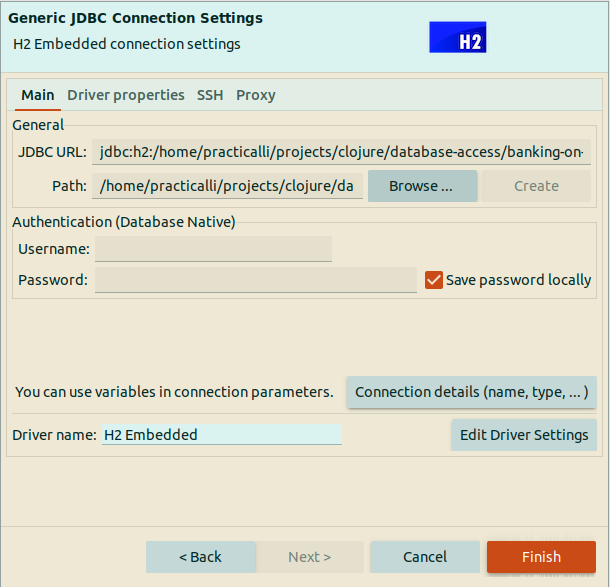 Generic JDBC Connection Settings
H2 Embedded connection settings
H2
Main Driver properties SSH Proxy
General
JDBC URL: jdbc:h2:/home/practicalli/projects/clojure/database-access/banking-on-
Path: /home/practicalli/projects/clojure/da Browse ... Create
Authentication (Database Native)
Username:
Password: Save password locally
You can use variables in connection parameters. Connection details (name, type, ... )
Driver name: H2 Embedded Edit Driver Settings
< Back Next > Cancel Finish